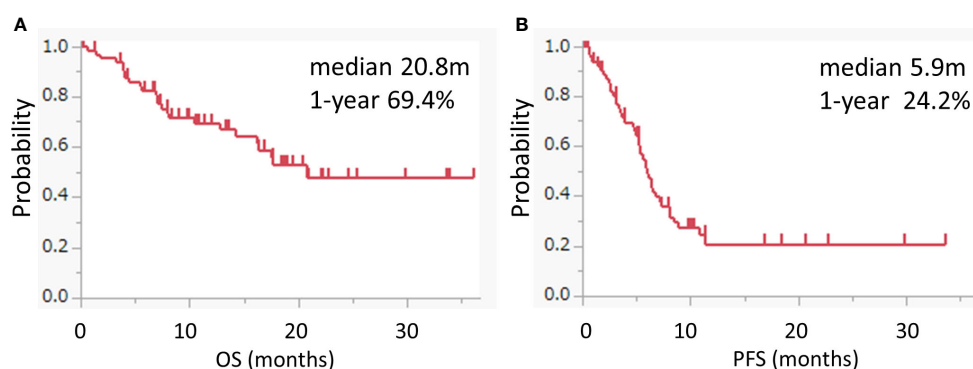 A
1.0
0.8
0.6
0.4
0.2
0.0
Probability
median 20.8m
1-year 69.4%
0 10 20 30
OS (months)
B
1.0
0.8
0.6
0.4
0.2
0.0
Probability
median 5.9m
1-year 24.2%
0 10 20 30
PFS (months)